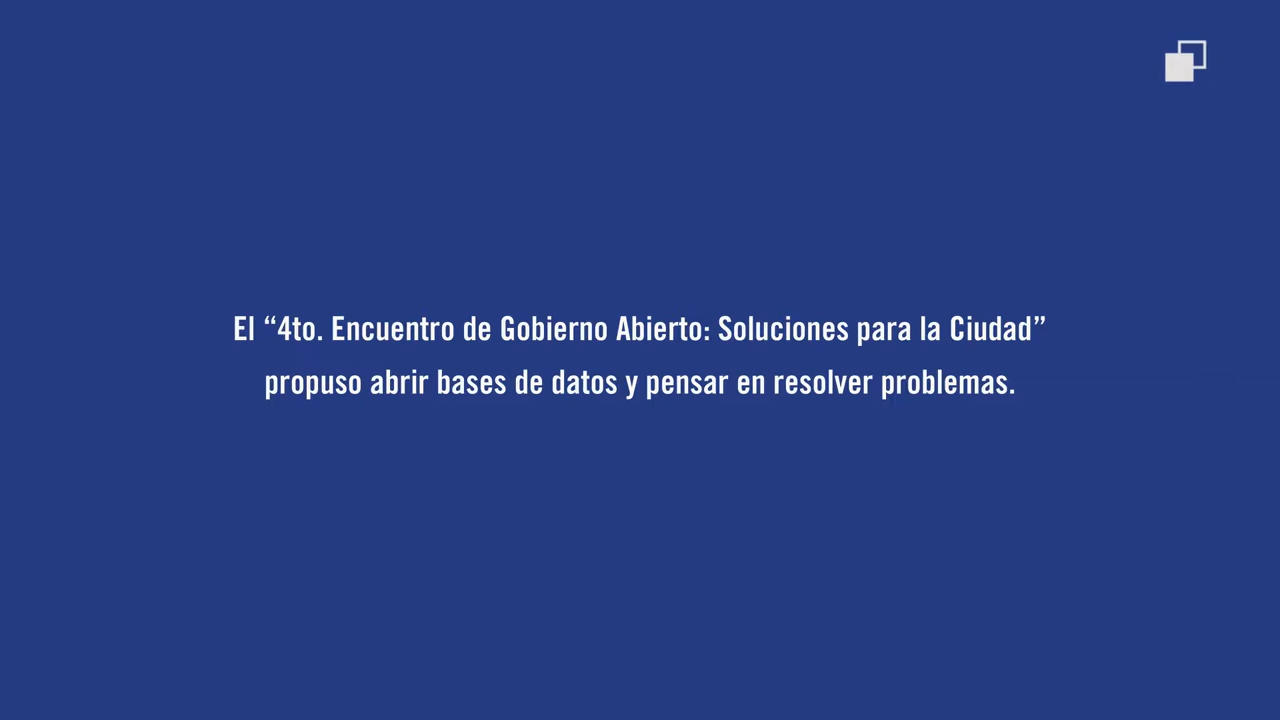 El “4to. Encuentro de Gobierno Abierto: Soluciones para la Ciudad”
propuso abrir bases de datos y pensar en resolver problemas.